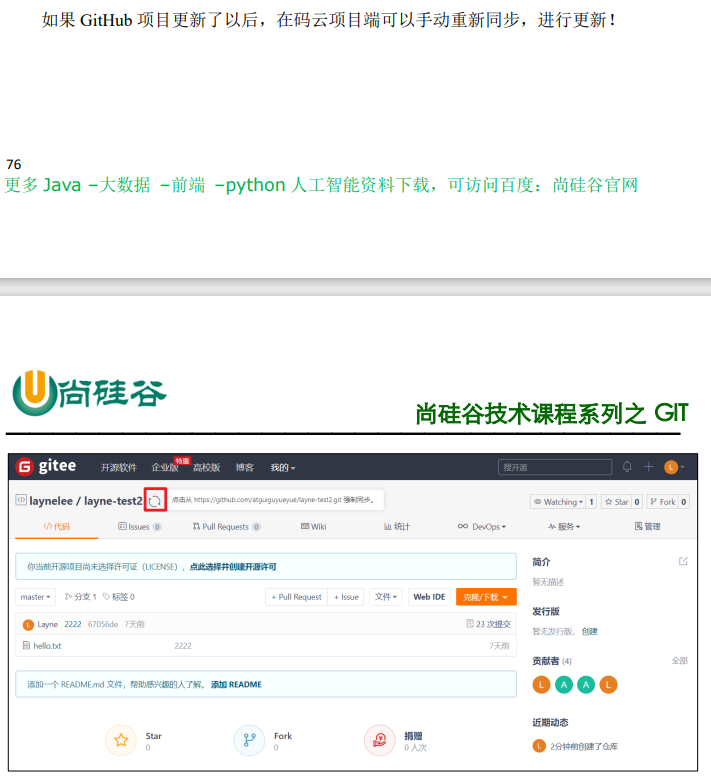 如果 GitHub 项目更新了以后，在码云项目端可以手动重新同步，进行更新！
76
更多 Java –大数据 –前端 –python 人工智能资料下载，可访问百度：尚硅谷官网
尚硅谷
尚硅谷技术课程系列之 GIT
gitee 开源软件 企业版 特惠 高校版 博客 我的 搜开源 L
laynelee / layne-test2 点击从 https://github.com/atguiguyueyue/layne-test2.git 强制同步。 Watching 1 Star 0 Fork 0
代码 Issues 0 Pull Requests 0 Wiki 统计 DevOps 服务 管理
你当前开源项目尚未选择许可证（LICENSE），点此选择并创建开源许可
简介
暂无描述
master 分支 1 标签 0 + Pull Request + Issue 文件 Web IDE 克隆/下载
发行版
暂无发行版，创建
L Layne 2222 67056de 7天前 23 次提交
hello.txt 2222 7天前
贡献者 (4) 全部
L A A L
添加一个 README.md 文件，帮助感兴趣的人了解。添加 README
近期动态
L 2分钟前创建了仓库
Star 0
Fork 0
捐赠 0 人次